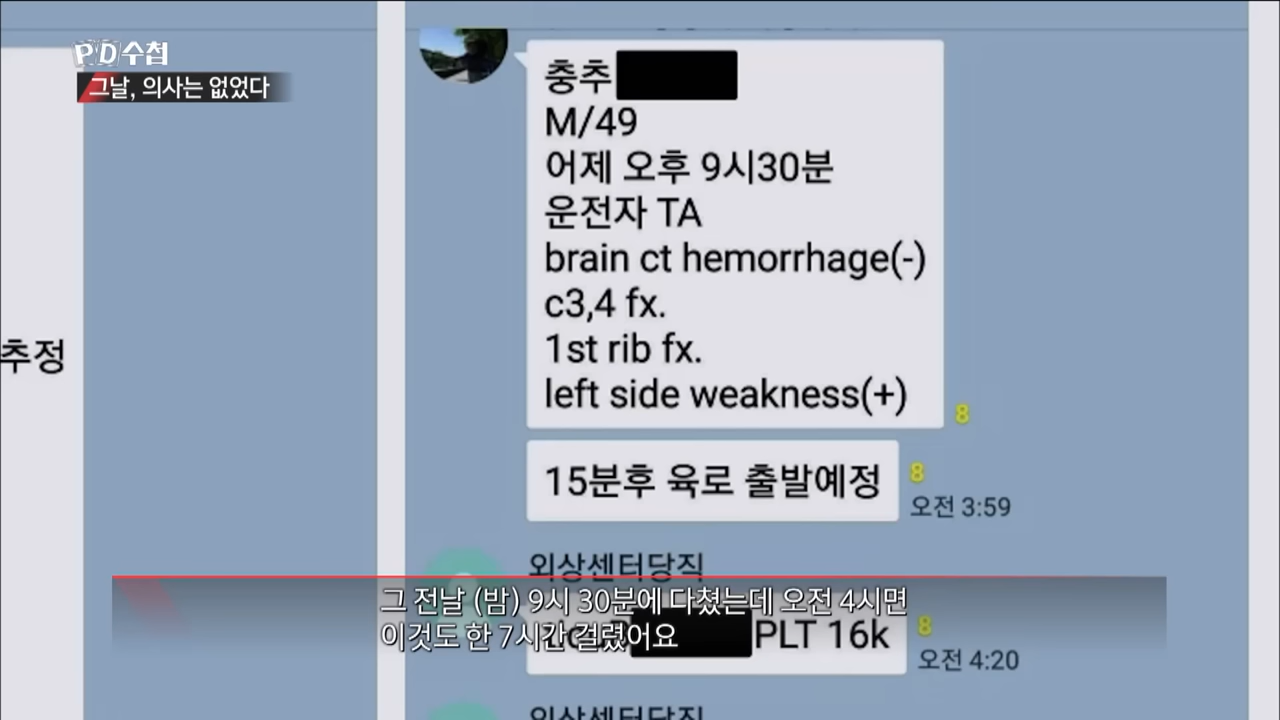 PD수첩
그날, 의사는 없었다
충추
M/49
어제 오후 9시30분
운전자 TA
brain ct hemorrhage(-)
c3,4 fx.
1st rib fx.
left side weakness(+)
8
추정
15분후 육로 출발예정
8
오전 3:59
외상센터당직
그 전날 (밤) 9시 30분에 다쳤는데 오전 4시면
이것도 한 7시간 걸렸어요
PLT 16k
8
오전 4:20
외상센터당직